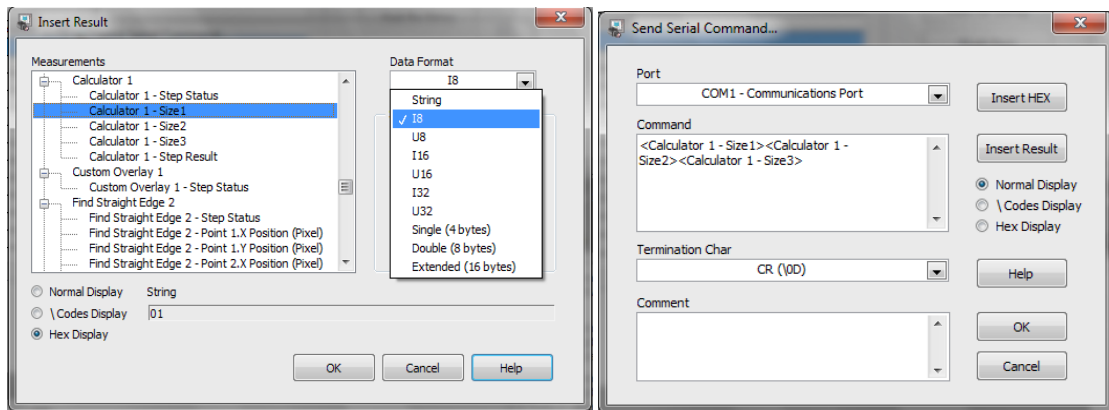 Insert Result
Measurements
Calculator 1
Calculator 1 - Step Status
Calculator 1 - Size1
Calculator 1 - Size2
Calculator 1 - Size3
Calculator 1 - Step Result
Custom Overlay 1
Custom Overlay 1 - Step Status
Find Straight Edge 2
Find Straight Edge 2 - Step Status
Find Straight Edge 2 - Point 1.X Position (Pixel)
Find Straight Edge 2 - Point 1.Y Position (Pixel)
Find Straight Edge 2 - Point 2.X Position (Pixel)
Data Format
I8
String
✓ I8
U8
I16
U16
I32
U32
Single (4 bytes)
Double (8 bytes)
Extended (16 bytes)
Normal Display
String
\ Codes Display
01
Hex Display
OK
Cancel
Help
Send Serial Command...
Port
COM1 - Communications Port
Command
<Calculator 1 - Size1><Calculator 1 -
Size2><Calculator 1 - Size3>
Termination Char
CR (\0D)
Comment
Insert HEX
Insert Result
Normal Display
\ Codes Display
Hex Display
Help
OK
Cancel